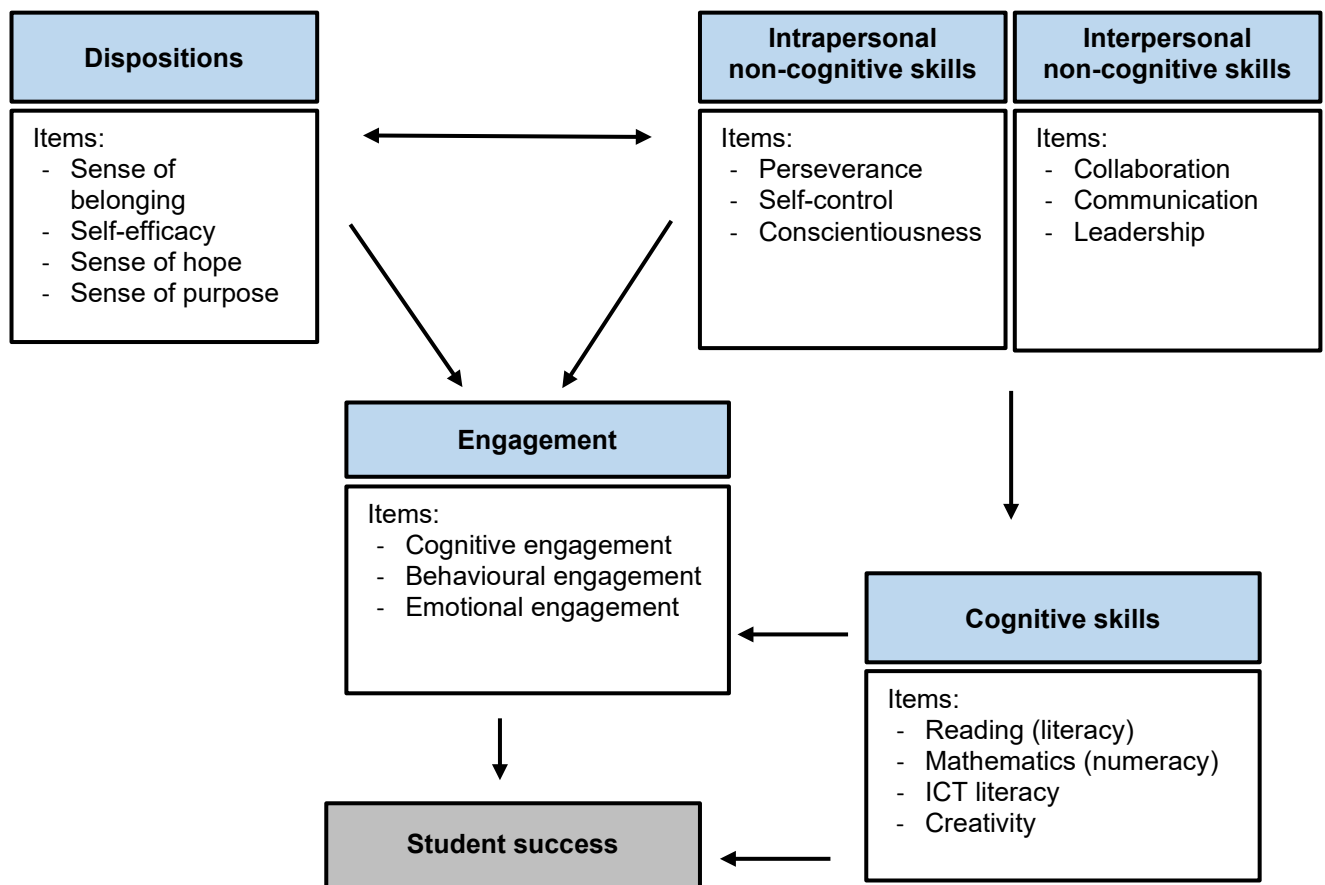 Dispositions
Items:
- Sense of
belonging
- Self-efficacy
- Sense of hope
- Sense of purpose
Intrapersonal
non-cognitive skills
Items:
- Perseverance
- Self-control
- Conscientiousness
Interpersonal
non-cognitive skills
- Collaboration
- Communication
- Leadership
Engagement
Items:
- Cognitive engagement
- Behavioural engagement
- Emotional engagement
Cognitive skills
Items:
- Reading (literacy)
- Mathematics (numeracy)
- ICT literacy
- Creativity
Student success